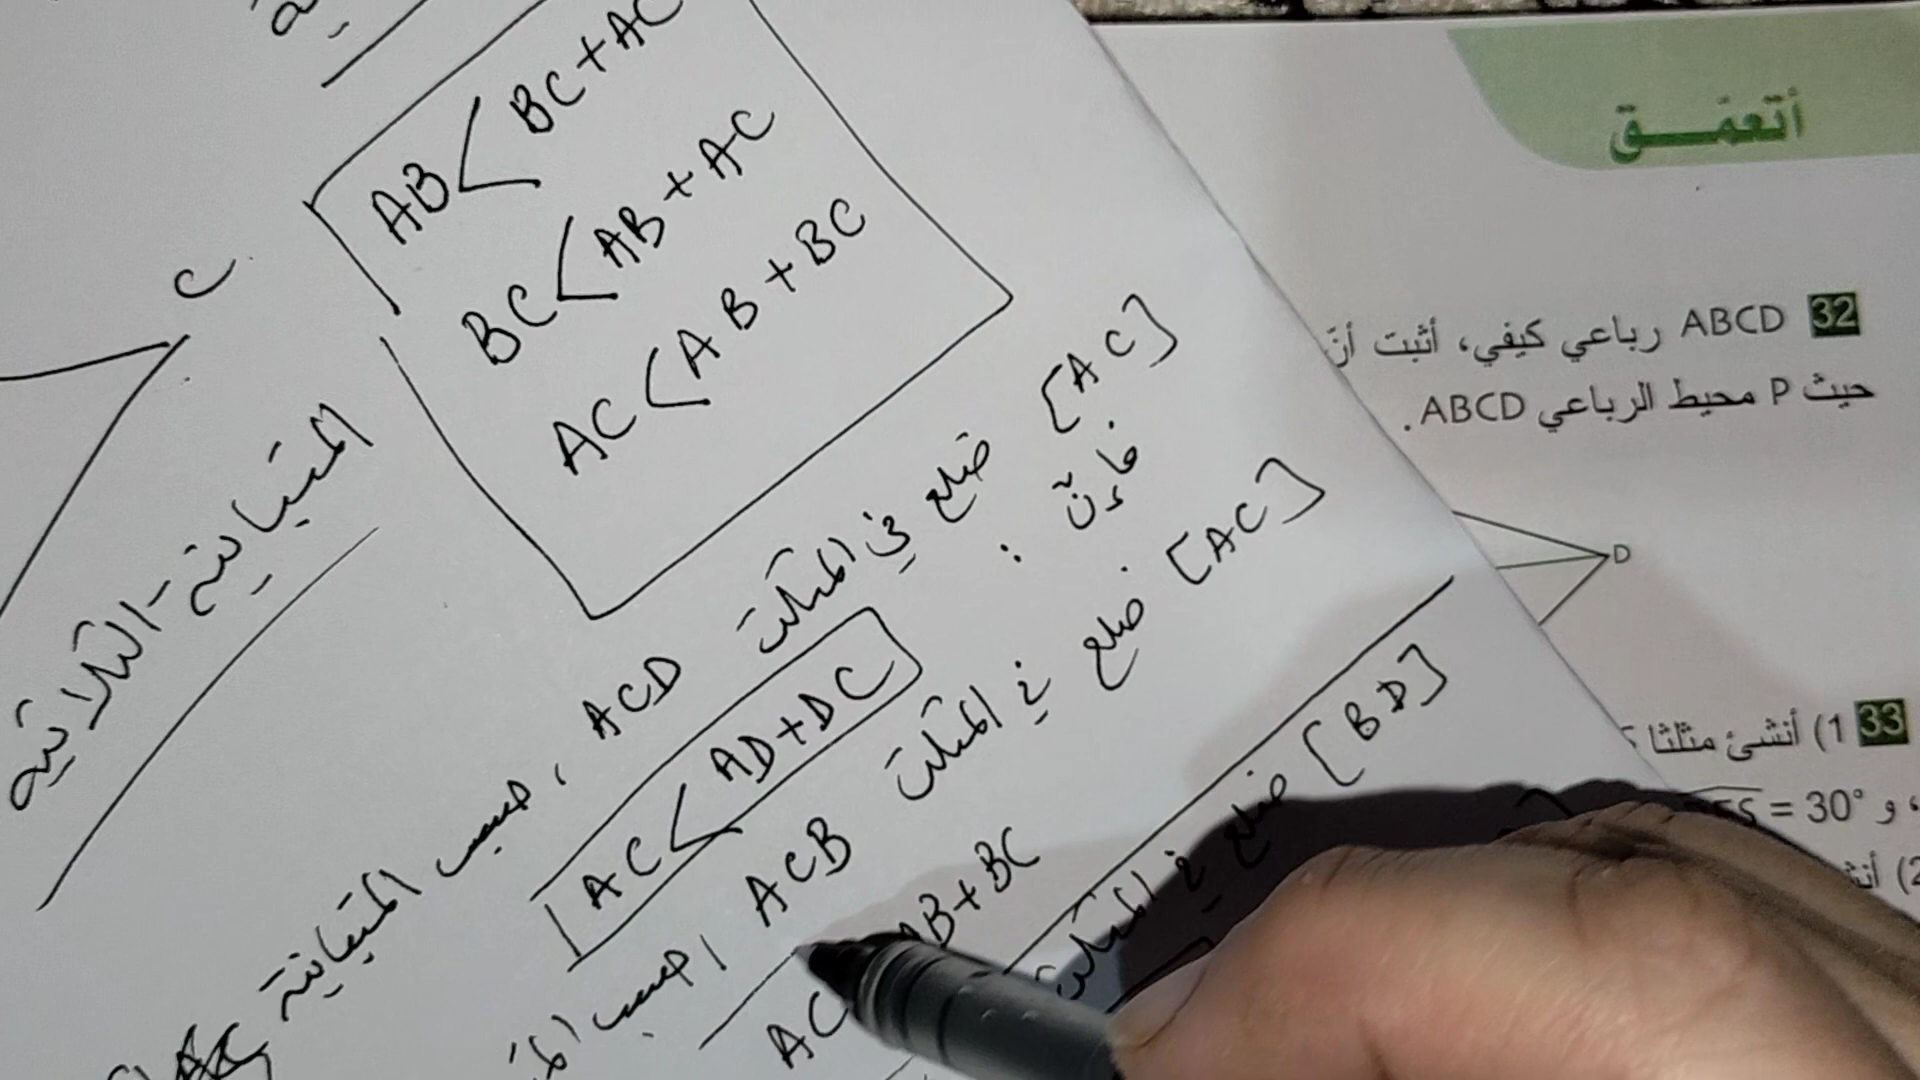 AB < BC + AC
BC < AB + AC
AC < AB + BC
C
المتباينة الثلاثية
[AC] ضلع في المثلث ACD، حسب المتباينة
فإن:
AC < AD + DC
[AC] ضلع في المثلث ACB، حسب
AC AB + BC
[BD] ضلع في المثلث
أتعمّق
32 ABCD رباعي كيفي، أثبت أنّ
حيث P محيط الرباعي ABCD.
D
33 1) أنشئ مثلثا
= 30° و